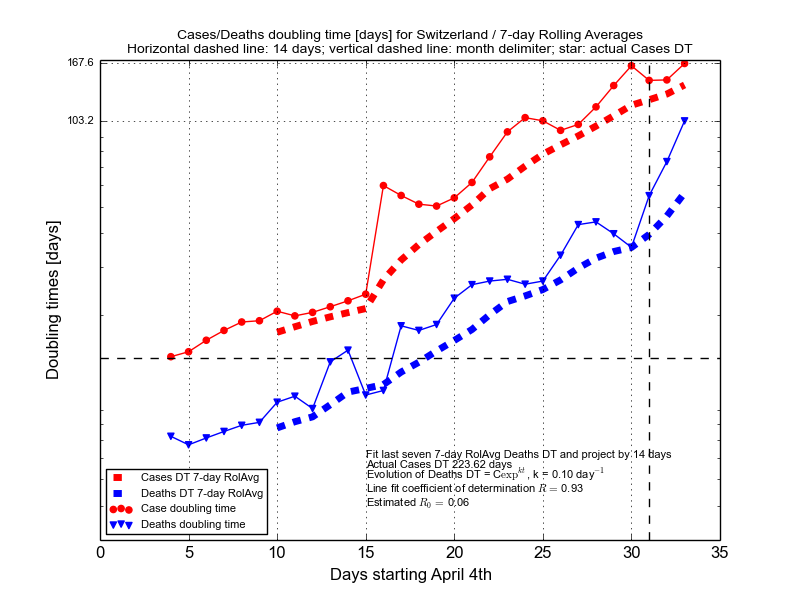 Cases/Deaths doubling time [days] for Switzerland / 7-day Rolling Averages
Horizontal dashed line: 14 days; vertical dashed line: month delimiter; star: actual Cases DT
167.6
103.2
Doubling times [days]
Fit last seven 7-day RolAvg Deaths DT and project by 14 days
Actual Cases DT 223.62 days
Evolution of Deaths DT = Cexp^{kt}, k = 0.10 day^{-1}
Line fit coefficient of determination R = 0.93
Estimated R_0 = 0.06
Cases DT 7-day RolAvg
Deaths DT 7-day RolAvg
Case doubling time
Deaths doubling time
0 5 10 15 20 25 30 35
Days starting April 4th